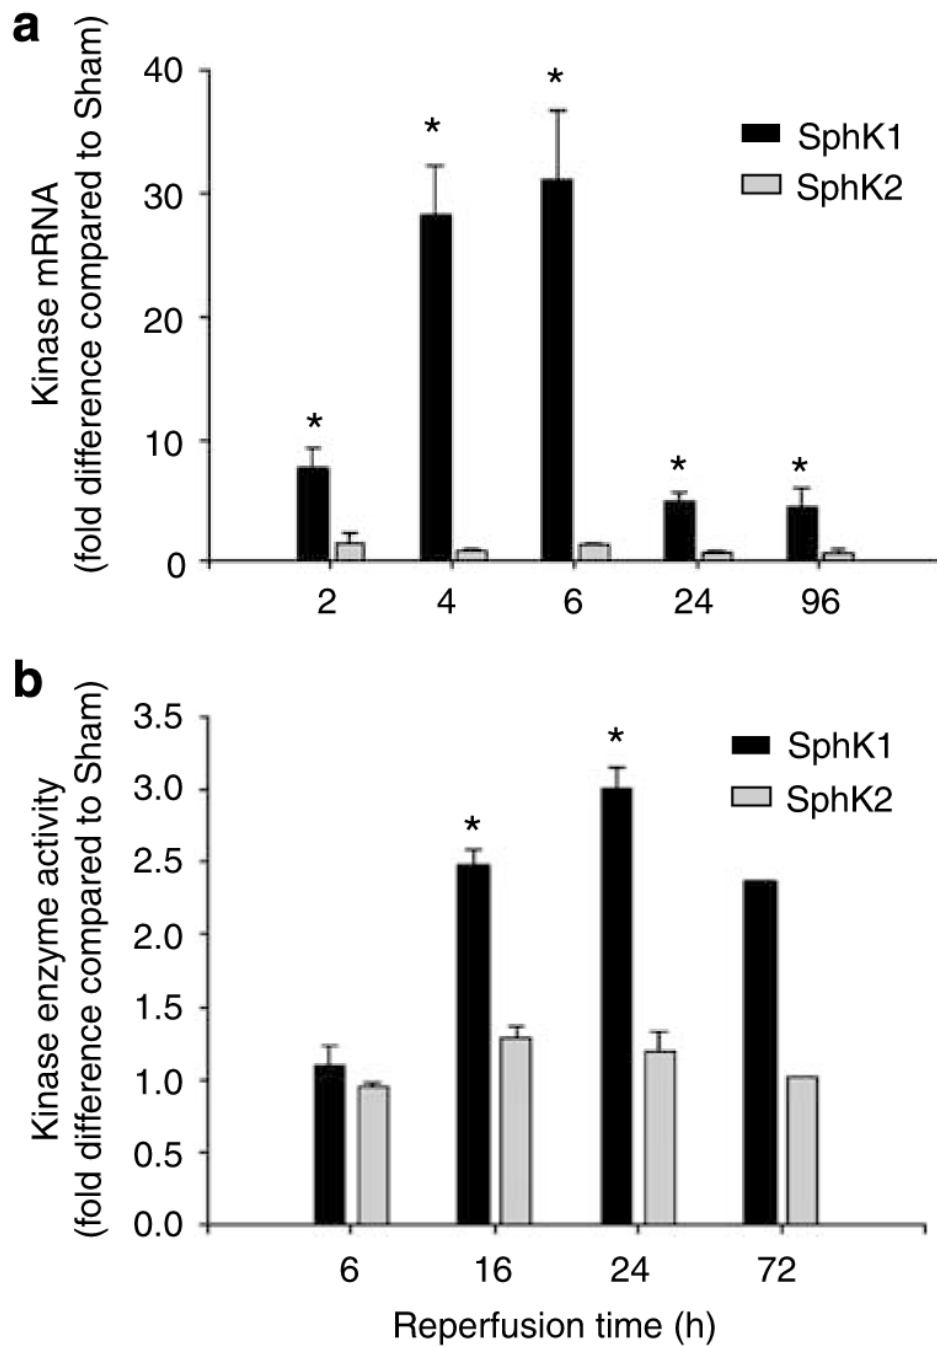 a
Kinase mRNA
(fold difference compared to Sham)
40
30
20
10
0
*
*
*
*
*
SphK1
SphK2
2 4 6 24 96
b
Kinase enzyme activity
(fold difference compared to Sham)
3.5
3.0
2.5
2.0
1.5
1.0
0.5
0.0
*
*
SphK1
SphK2
6 16 24 72
Reperfusion time (h)